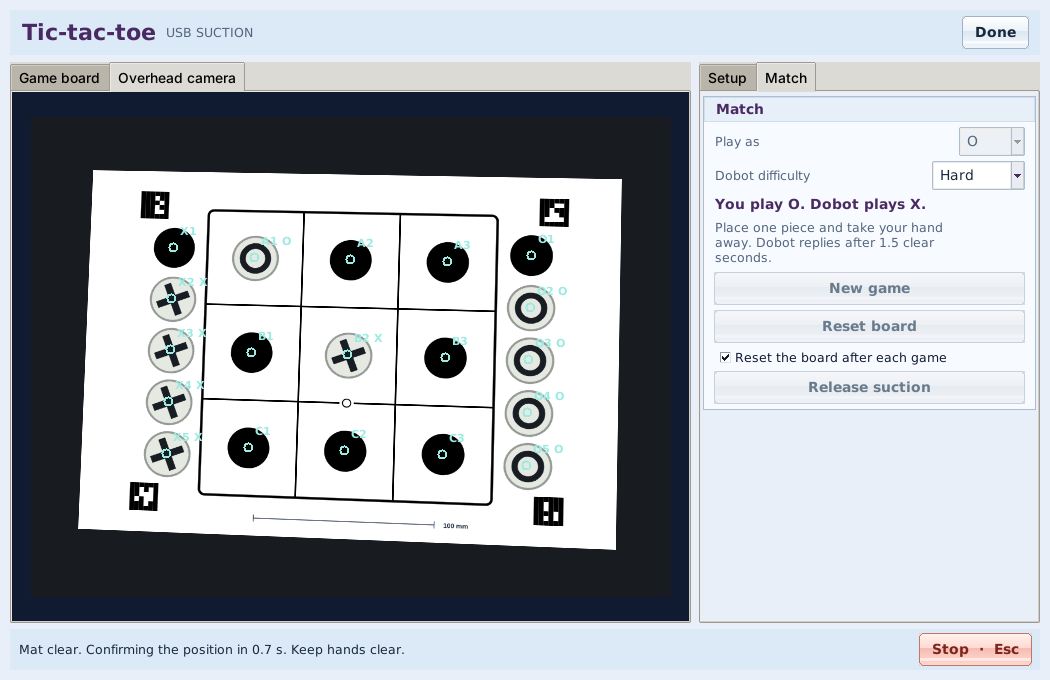 Tic-tac-toe USB SUCTION
Done
Game board
Overhead camera
Setup
Match
Match
Play as
O
Dobot difficulty
Hard
You play O. Dobot plays X.
Place one piece and take your hand
away. Dobot replies after 1.5 clear
seconds.
New game
Reset board
Reset the board after each game
Release suction
X1
A1 O
A2
A3
O1
X2 X
O2 O
X3 X
B1
B2 X
B3
O3 O
X4 X
O4 O
X5 X
C1
C2
C3
O5 O
100 mm
Mat clear. Confirming the position in 0.7 s. Keep hands clear.
Stop · Esc